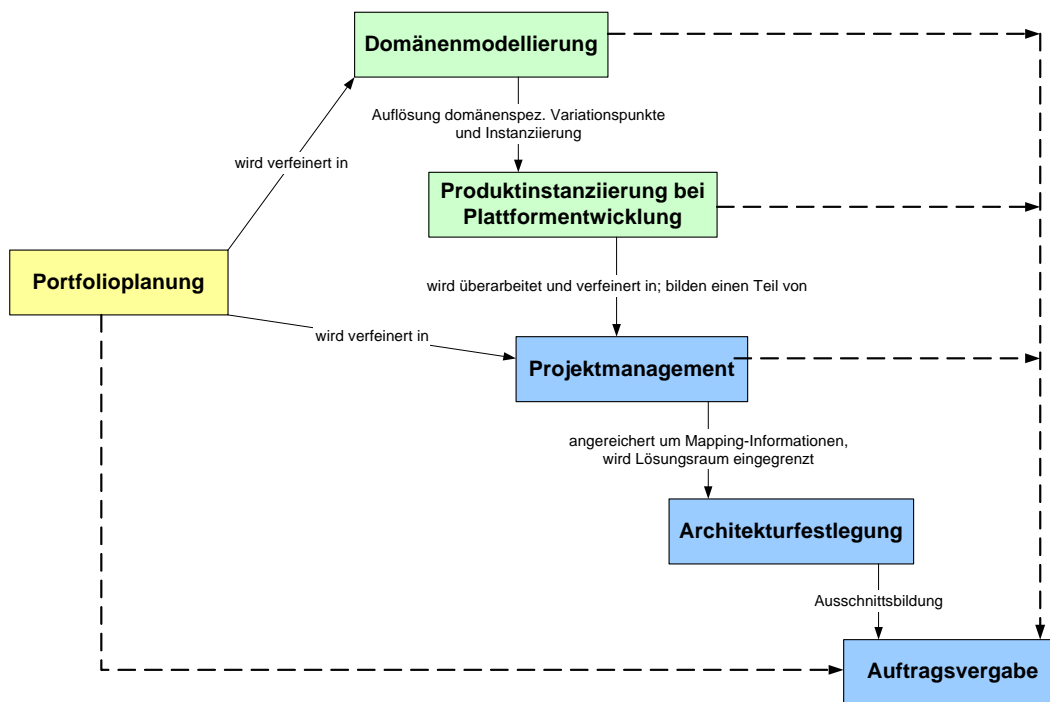 Domänenmodellierung
Auflösung domänenspez. Variationspunkte
und Instanziierung
wird verfeinert in
Produktinstanziierung bei
Plattformentwicklung
Portfolioplanung
wird überarbeitet und verfeinert in; bilden einen Teil von
wird verfeinert in
Projektmanagement
angereichert um Mapping-Informationen,
wird Lösungsraum eingegrenzt
Architekturfestlegung
Ausschnittsbildung
Auftragsvergabe